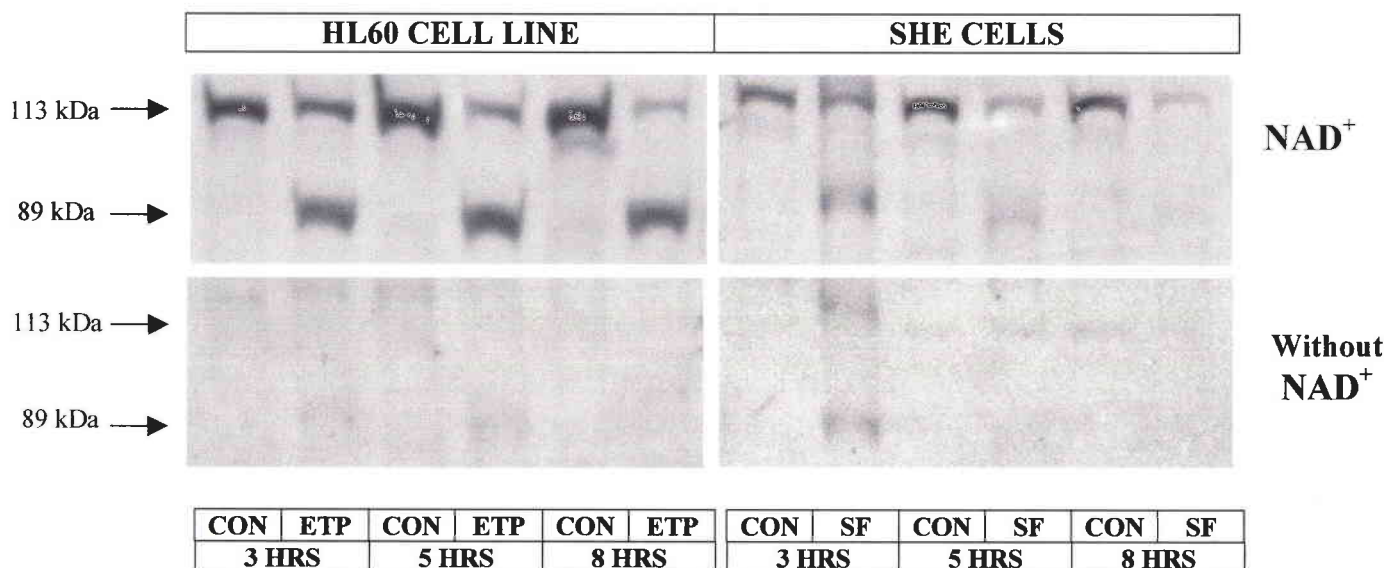 HL60 CELL LINE SHE CELLS
113 kDa
89 kDa
NAD+
113 kDa
89 kDa
Without
NAD+
CON ETP CON ETP CON ETP CON SF CON SF CON SF
3 HRS 5 HRS 8 HRS 3 HRS 5 HRS 8 HRS